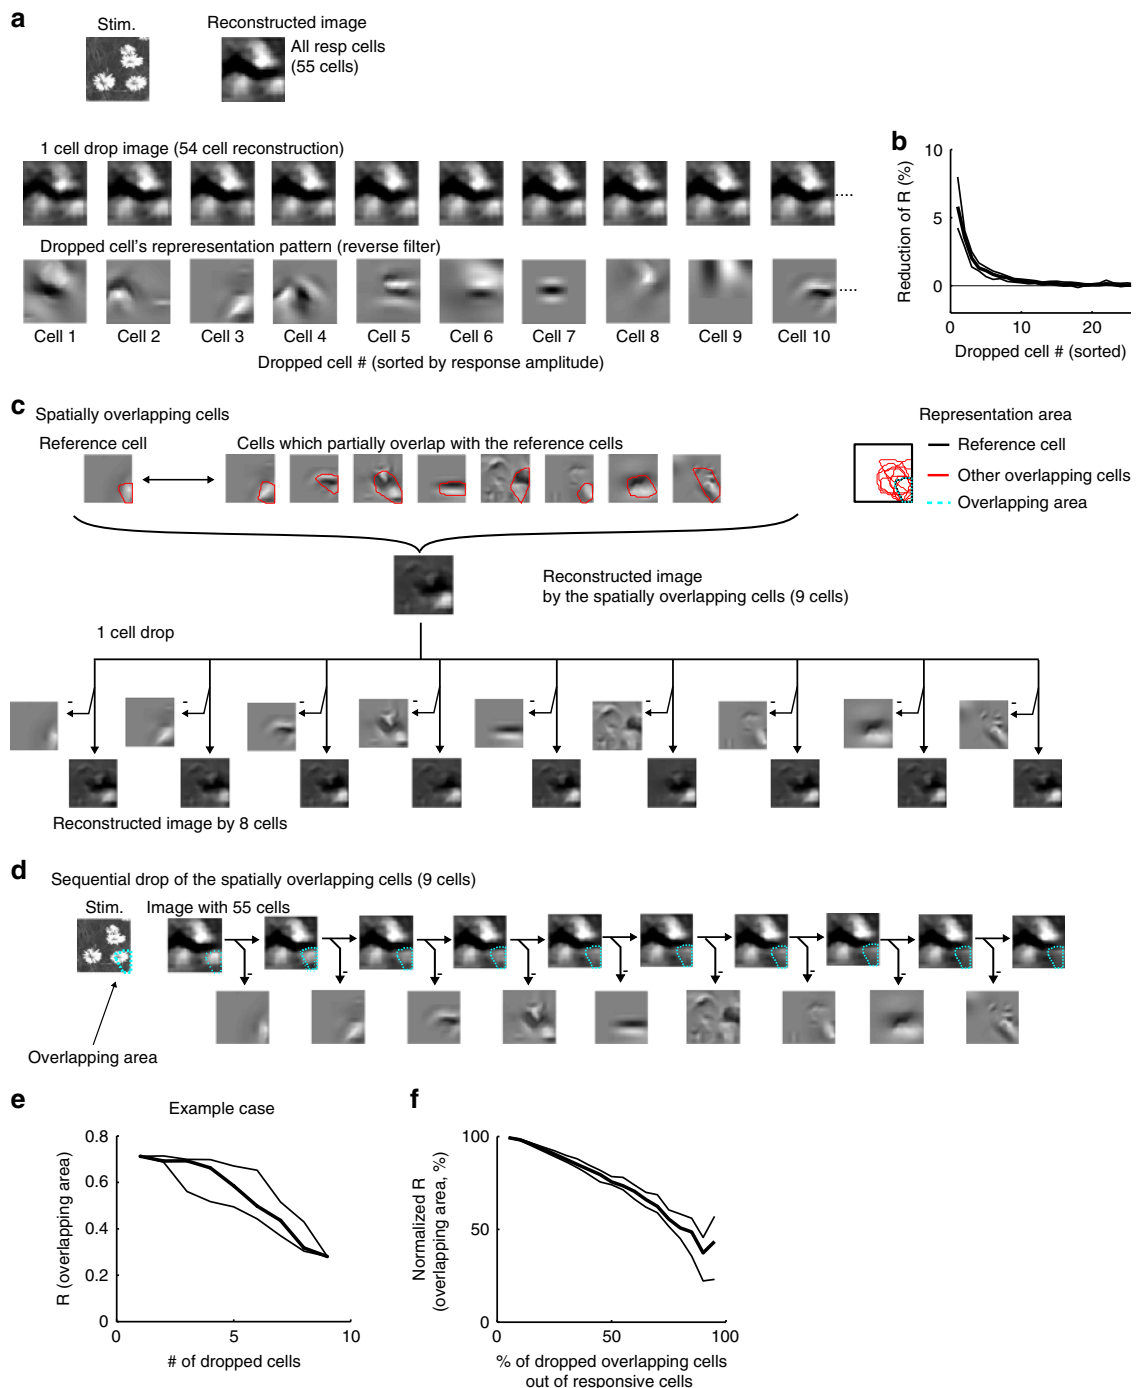 a
Stim.
Reconstructed image
All resp cells
(55 cells)
1 cell drop image (54 cell reconstruction)
Dropped cell's repreresentation pattern (reverse filter)
Cell 1 Cell 2 Cell 3 Cell 4 Cell 5 Cell 6 Cell 7 Cell 8 Cell 9 Cell 10
Dropped cell # (sorted by response amplitude)
b
Reduction of R (%)
10
5
0
0 10 20
Dropped cell # (sorted)
c
Spatially overlapping cells
Reference cell
Cells which partially overlap with the reference cells
Representation area
Reference cell
Other overlapping cells
Overlapping area
Reconstructed image
by the spatially overlapping cells (9 cells)
1 cell drop
- - - - - - - - -
Reconstructed image by 8 cells
d
Sequential drop of the spatially overlapping cells (9 cells)
Stim.
Image with 55 cells
- - - - - - - - -
Overlapping area
e
Example case
R (overlapping area)
0.8
0.6
0.4
0.2
0
0 5 10
# of dropped cells
f
Normalized R
(overlapping area, %)
100
50
0
0 50 100
% of dropped overlapping cells
out of responsive cells